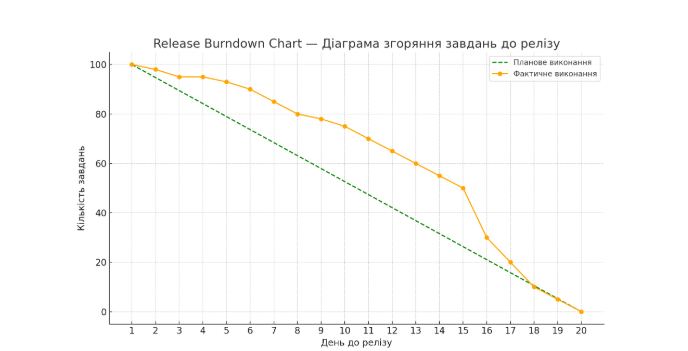 Release Burndown Chart — Діаграма згоряння завдань до релізу
Планове виконання
Фактичне виконання
Кількість завдань
100
80
60
40
20
0
1 2 3 4 5 6 7 8 9 10 11 12 13 14 15 16 17 18 19 20
День до релізу